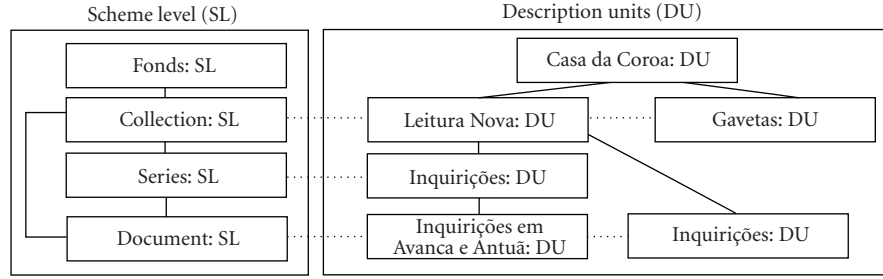 Scheme level (SL)
Description units (DU)
Fonds: SL
Casa da Coroa: DU
Collection: SL
Leitura Nova: DU
Gavetas: DU
Series: SL
Inquirições: DU
Document: SL
Inquirições em
Avanca e Antuã: DU
Inquirições: DU